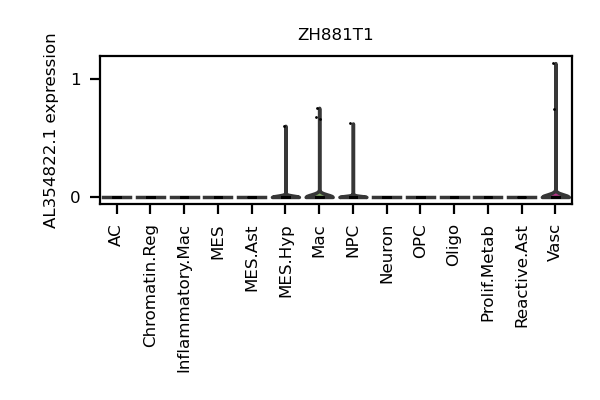 ZH881T1
AL354822.1 expression
1
0
AC
Chromatin.Reg
Inflammatory.Mac
MES
MES.Ast
MES.Hyp
Mac
NPC
Neuron
OPC
Oligo
Prolif.Metab
Reactive.Ast
Vasc